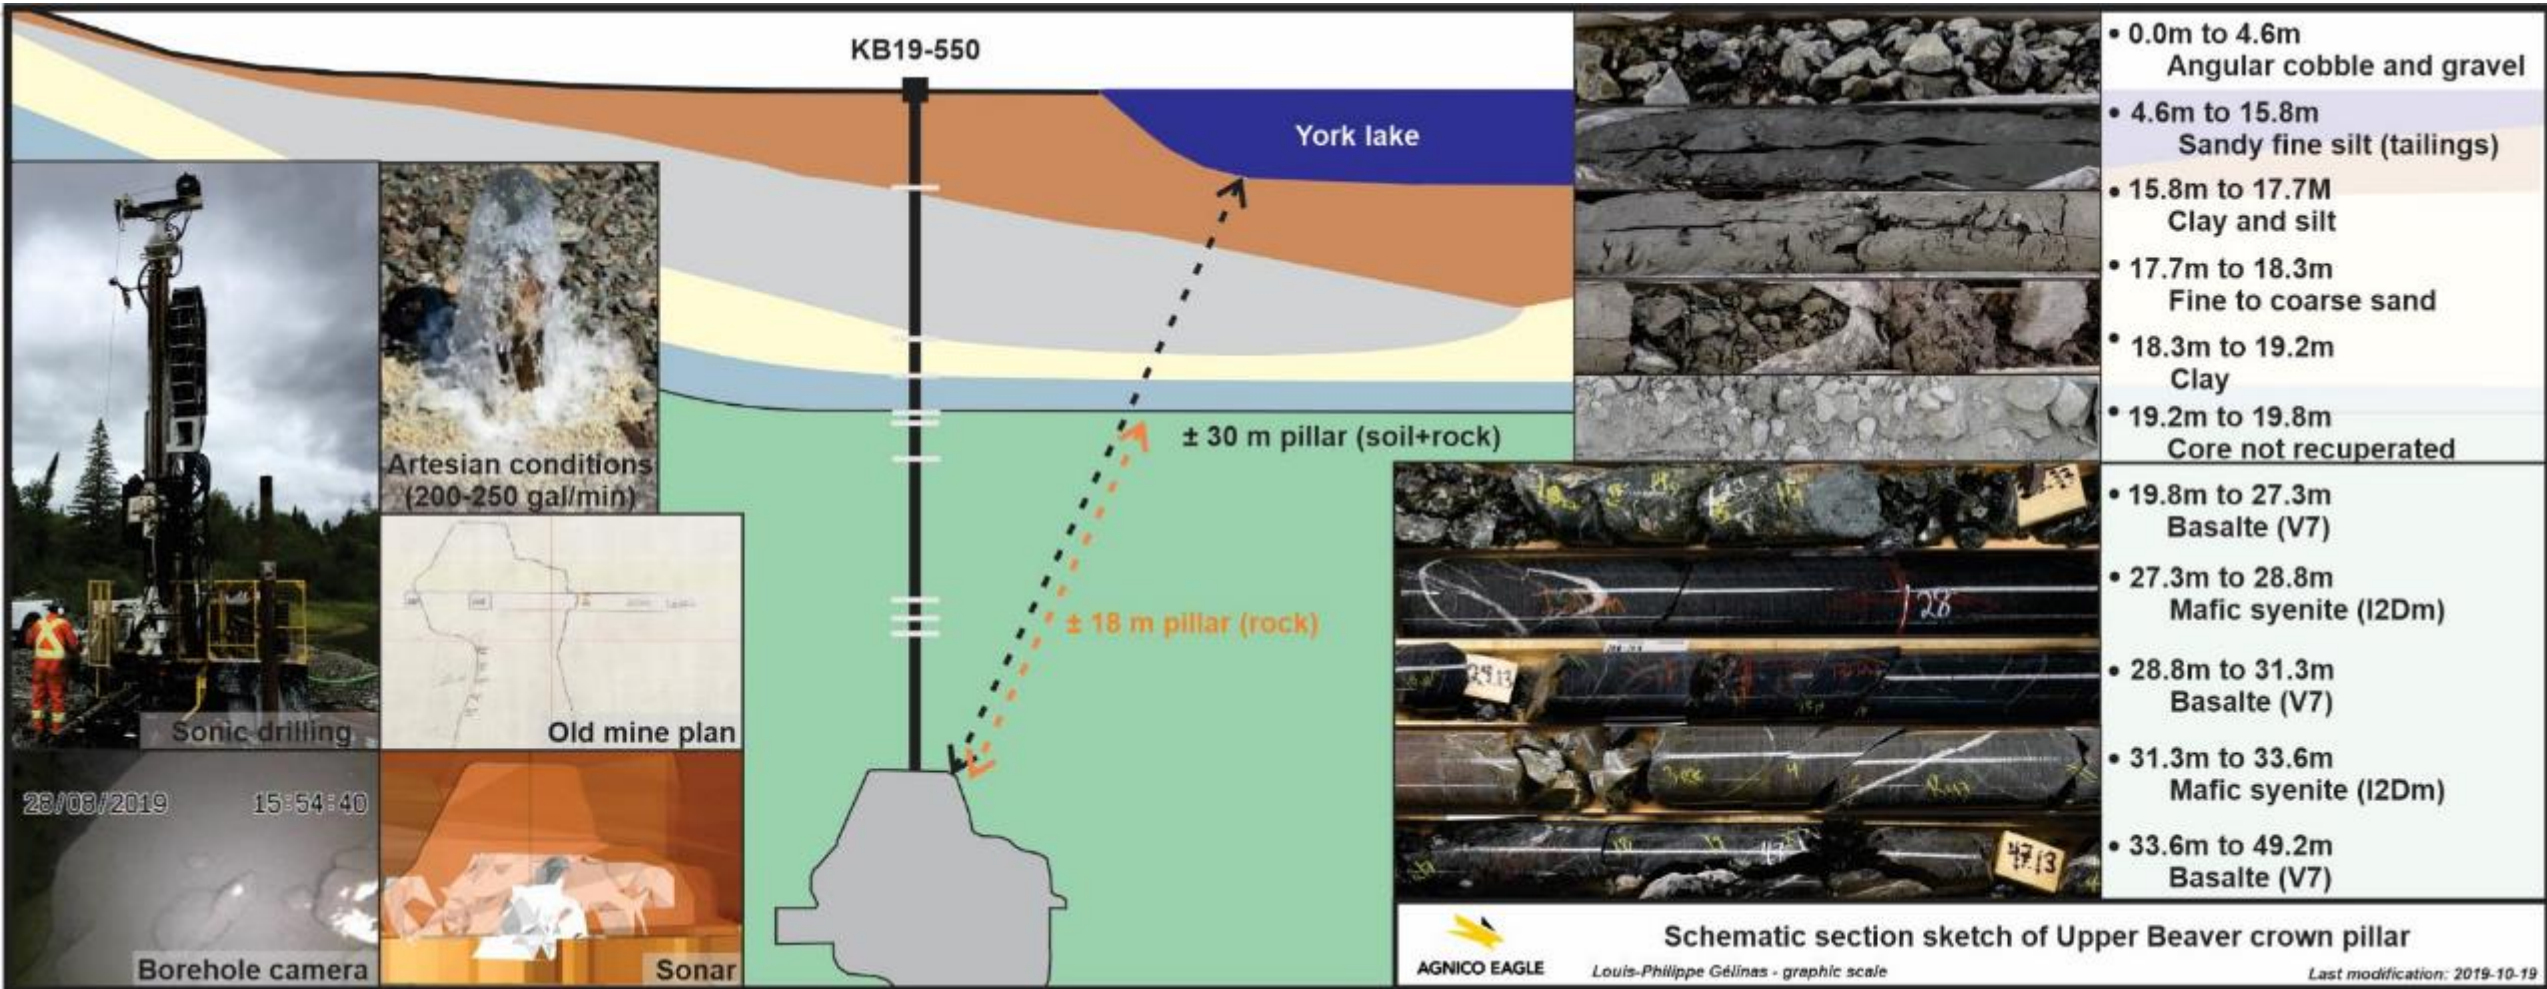 KB19-550
York lake
± 30 m pillar (soil+rock)
± 18 m pillar (rock)
Artesian conditions
(200-250 gal/min)
Sonic drilling
Old mine plan
28/08/2019 15:54:40
Borehole camera
Sonar
• 0.0m to 4.6m
Angular cobble and gravel
• 4.6m to 15.8m
Sandy fine silt (tailings)
• 15.8m to 17.7M
Clay and silt
• 17.7m to 18.3m
Fine to coarse sand
• 18.3m to 19.2m
Clay
• 19.2m to 19.8m
Core not recuperated
• 19.8m to 27.3m
Basalte (V7)
• 27.3m to 28.8m
Mafic syenite (I2Dm)
• 28.8m to 31.3m
Basalte (V7)
• 31.3m to 33.6m
Mafic syenite (I2Dm)
• 33.6m to 49.2m
Basalte (V7)
28
29.13
47.13
AGNICO EAGLE
Schematic section sketch of Upper Beaver crown pillar
Louis-Philippe Gélinas - graphic scale
Last modification: 2019-10-19